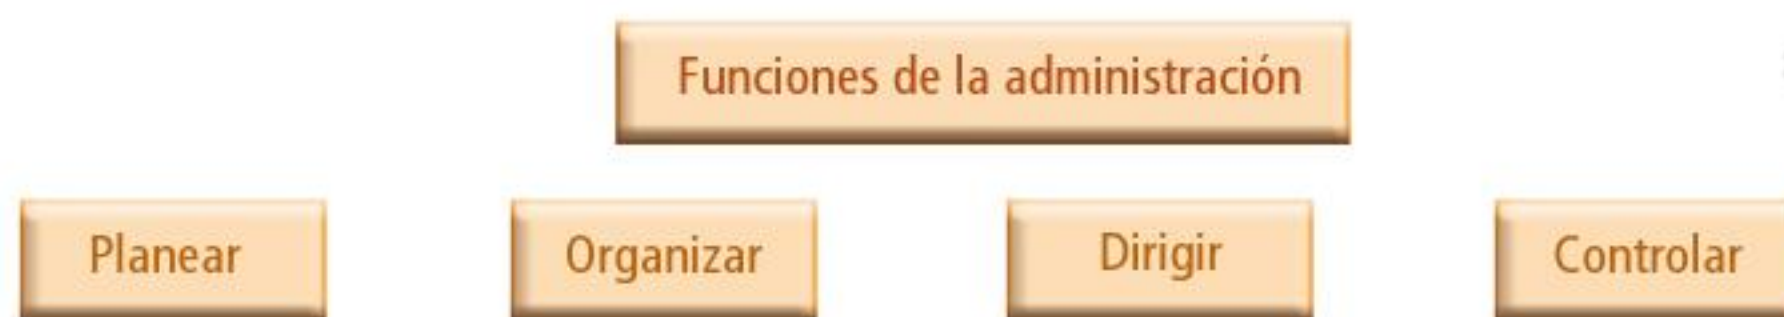 Funciones de la administración
Planear
Organizar
Dirigir
Controlar